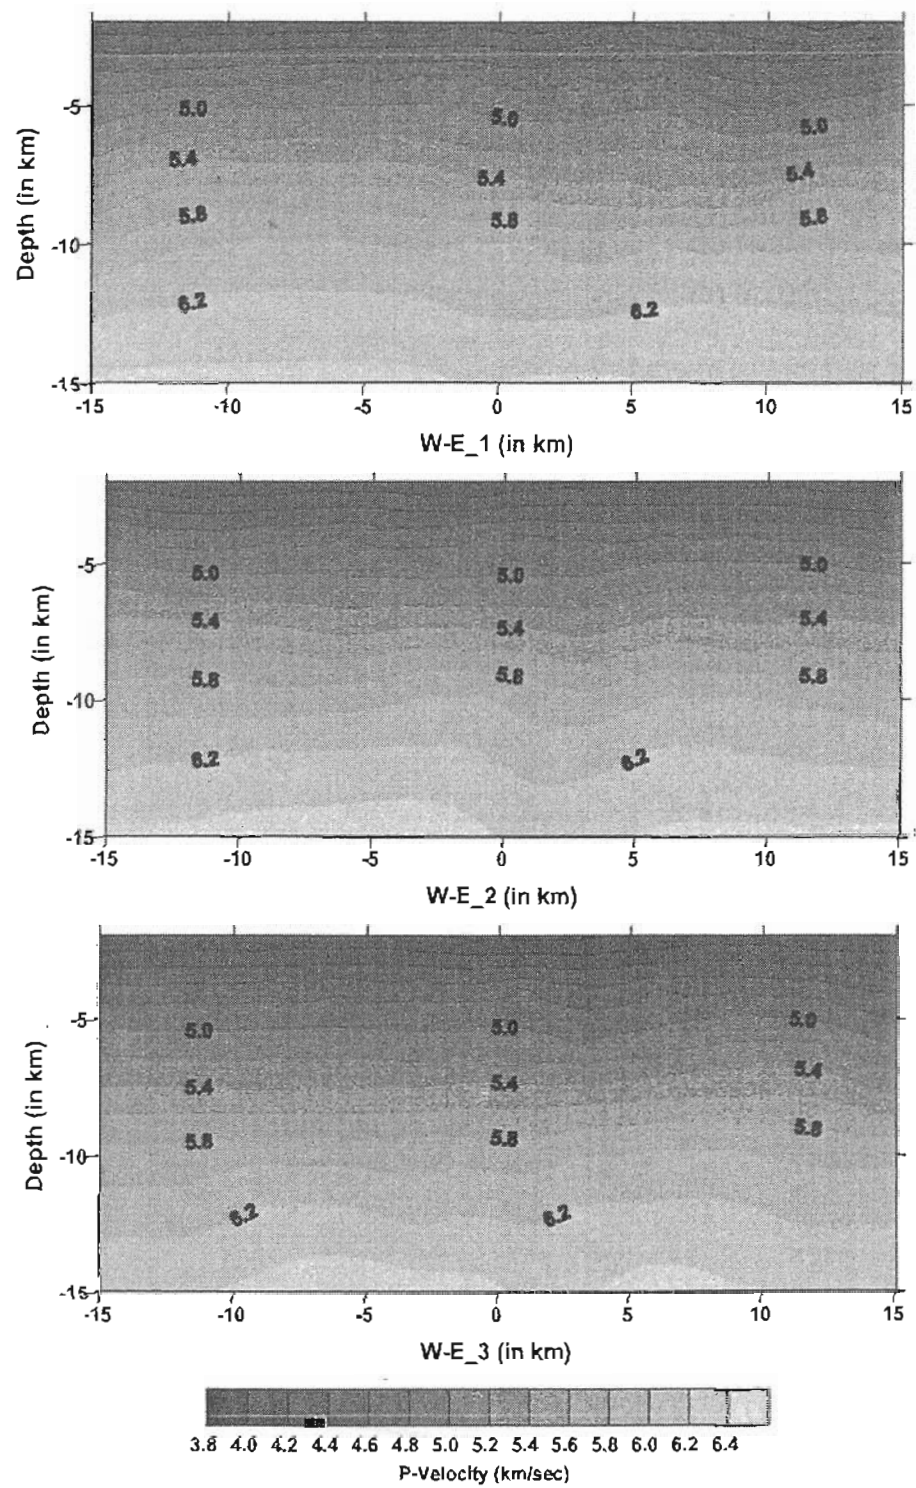 -5
5.0 5.0 5.0
5.4 5.4 5.4
5.8 5.8 5.8
-10
6.2 6.2
-15
-15 -10 -5 0 5 10 15
Depth (in km)
W-E_1 (in km)
-5
5.0 5.0 5.0
5.4 5.4 5.4
5.8 5.8 5.8
-10
6.2 6.2
-15
-15 -10 -5 0 5 10 15
Depth (in km)
W-E_2 (in km)
-5
5.0 5.0 5.0
5.4 5.4 5.4
5.8 5.8 5.8
-10
6.2 6.2
-15
-15 -10 -5 0 5 10 15
Depth (in km)
W-E_3 (in km)
3.8 4.0 4.2 4.4 4.6 4.8 5.0 5.2 5.4 5.6 5.8 6.0 6.2 6.4
P-Velocity (km/sec)